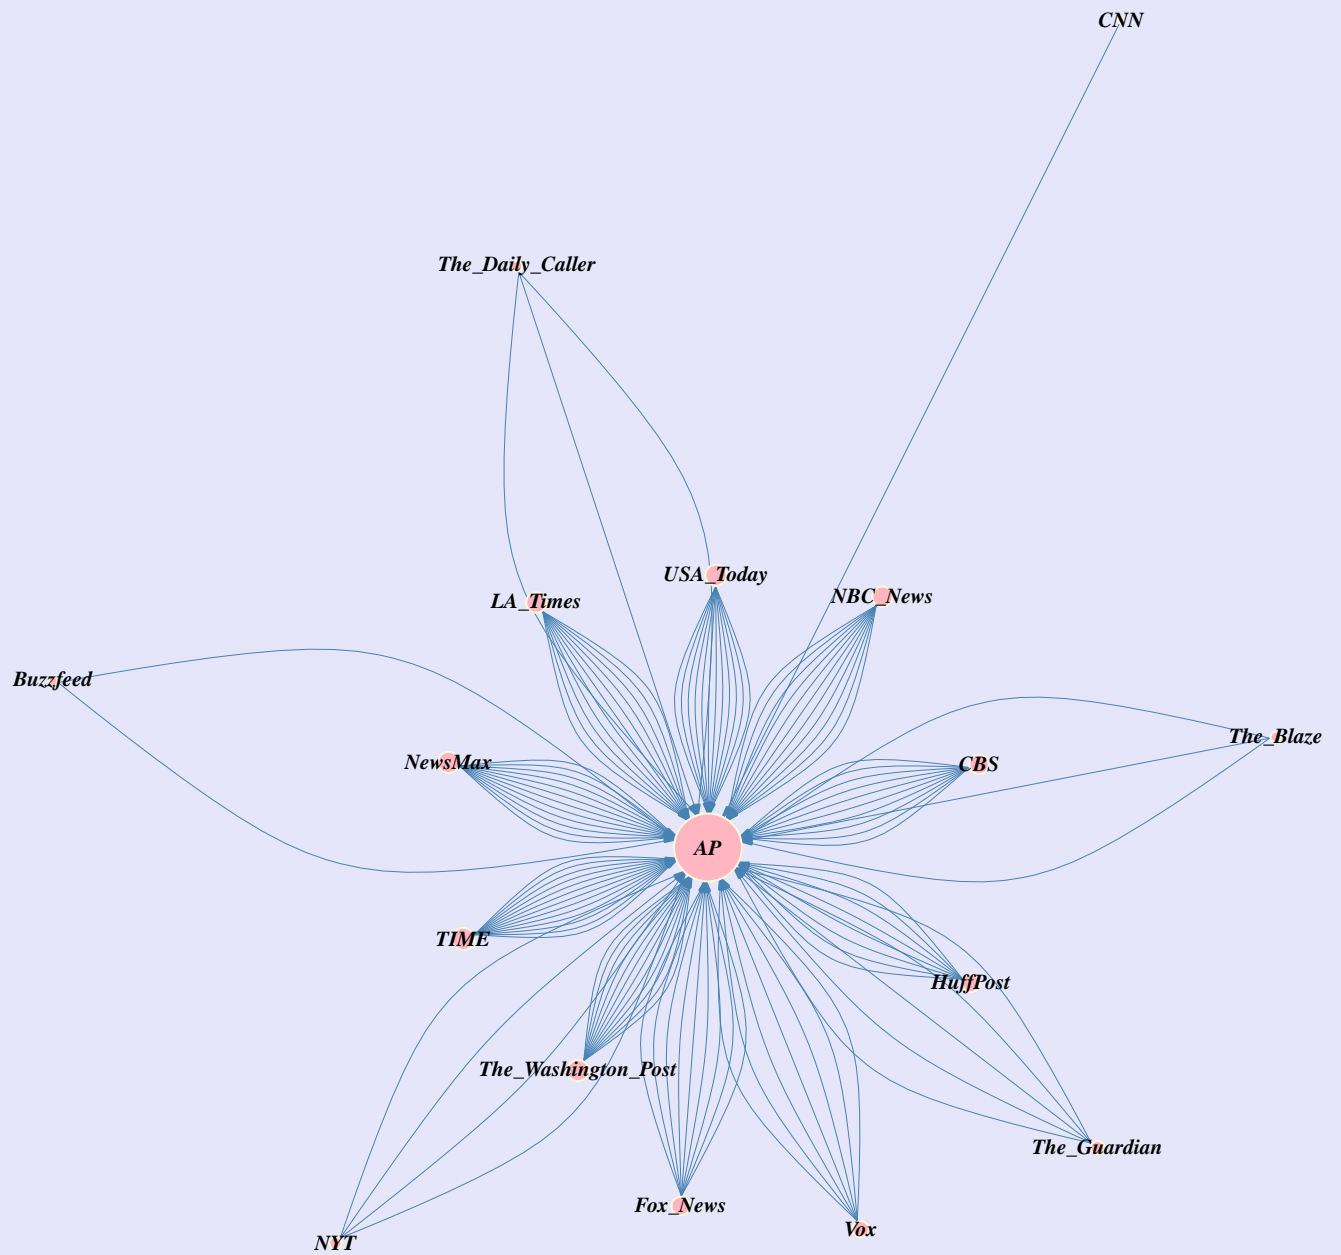 CNN
The_Daily_Caller
USA_Today
NBC_News
LA_Times
Buzzfeed
The_Blaze
NewsMax
CBS
AP
TIME
HuffPost
The_Washington_Post
The_Guardian
Fox_News
Vox
NYT